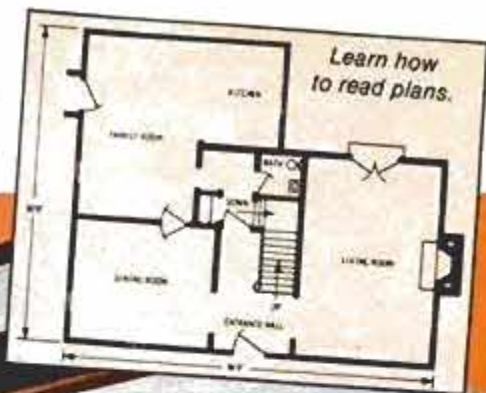 Learn how
to read plans.
KITCHEN
FAMILY ROOM
BATH
DOWN
LIVING ROOM
DINING ROOM
UP
ENTRANCE HALL